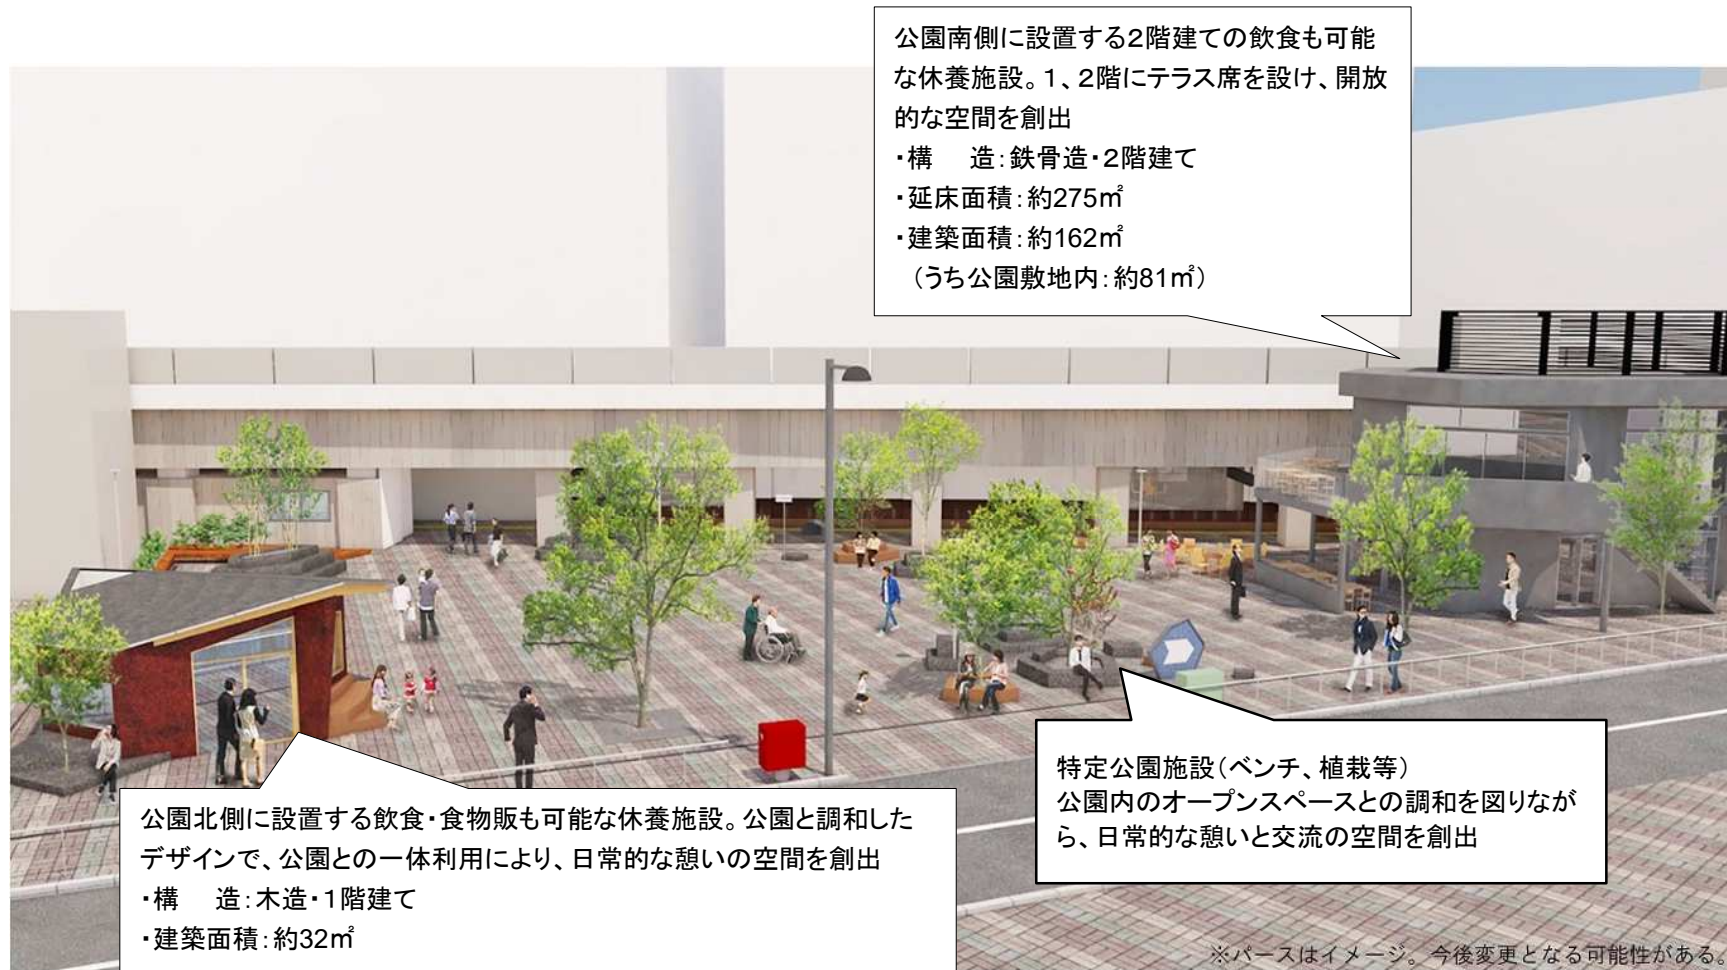 公園南側に設置する2階建ての飲食も可能
な休養施設。1、2階にテラス席を設け、開放
的な空間を創出
・構　造：鉄骨造・2階建て
・延床面積：約275㎡
・建築面積：約162㎡
（うち公園敷地内：約81㎡）
特定公園施設（ベンチ、植栽等）
公園内のオープンスペースとの調和を図りなが
ら、日常的な憩いと交流の空間を創出
公園北側に設置する飲食・食物販も可能な休養施設。公園と調和した
デザインで、公園との一体利用により、日常的な憩いの空間を創出
・構　造：木造・1階建て
・建築面積：約32㎡
※パースはイメージ。今後変更となる可能性がある。